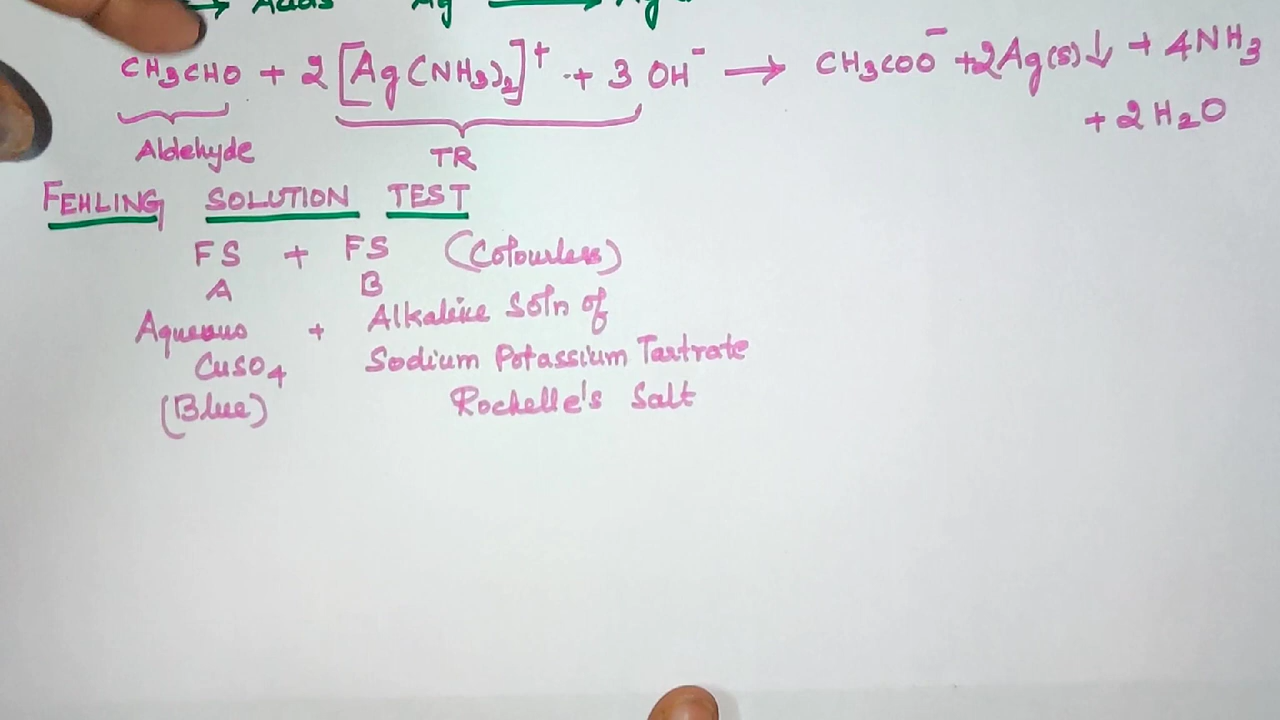 CH3CHO + 2 [Ag(NH3)2]+ + 3 OH- → CH3COO- + 2Ag(s)↓ + 4NH3
+ 2H2O
Aldehyde TR
FEHLING SOLUTION TEST
FS + FS (Colourless)
A B
Aqueous + Alkaline Soln of
CuSO4 Sodium Potassium Tartrate
(Blue) Rochelle's Salt